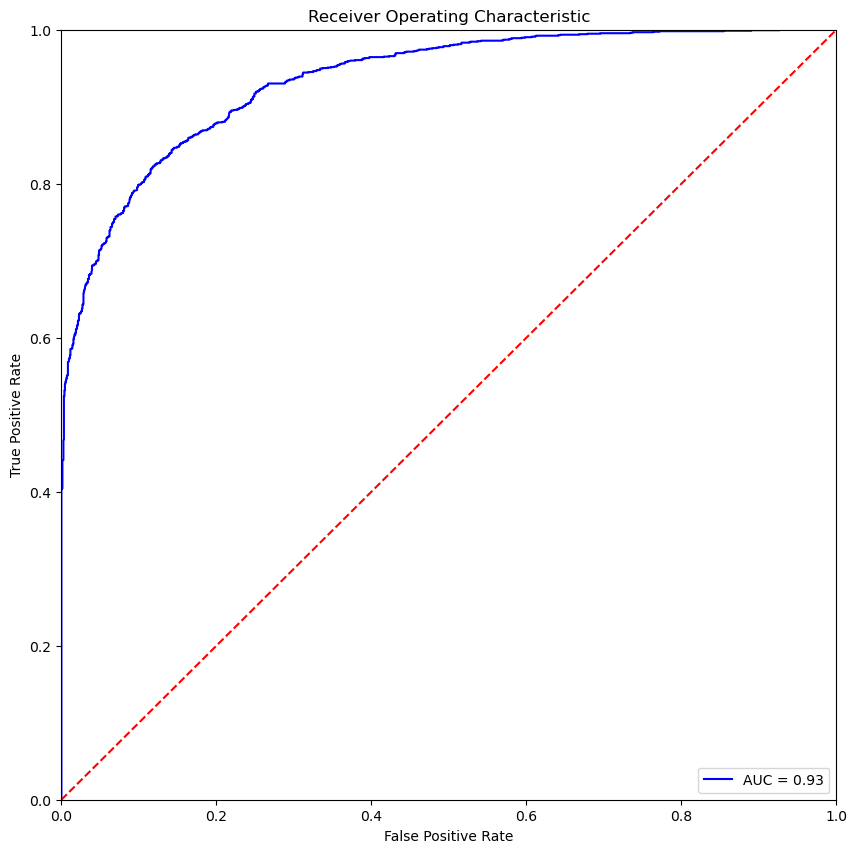 Receiver Operating Characteristic
True Positive Rate
1.0
0.8
0.6
0.4
0.2
0.0
AUC = 0.93
0.0 0.2 0.4 0.6 0.8 1.0
False Positive Rate